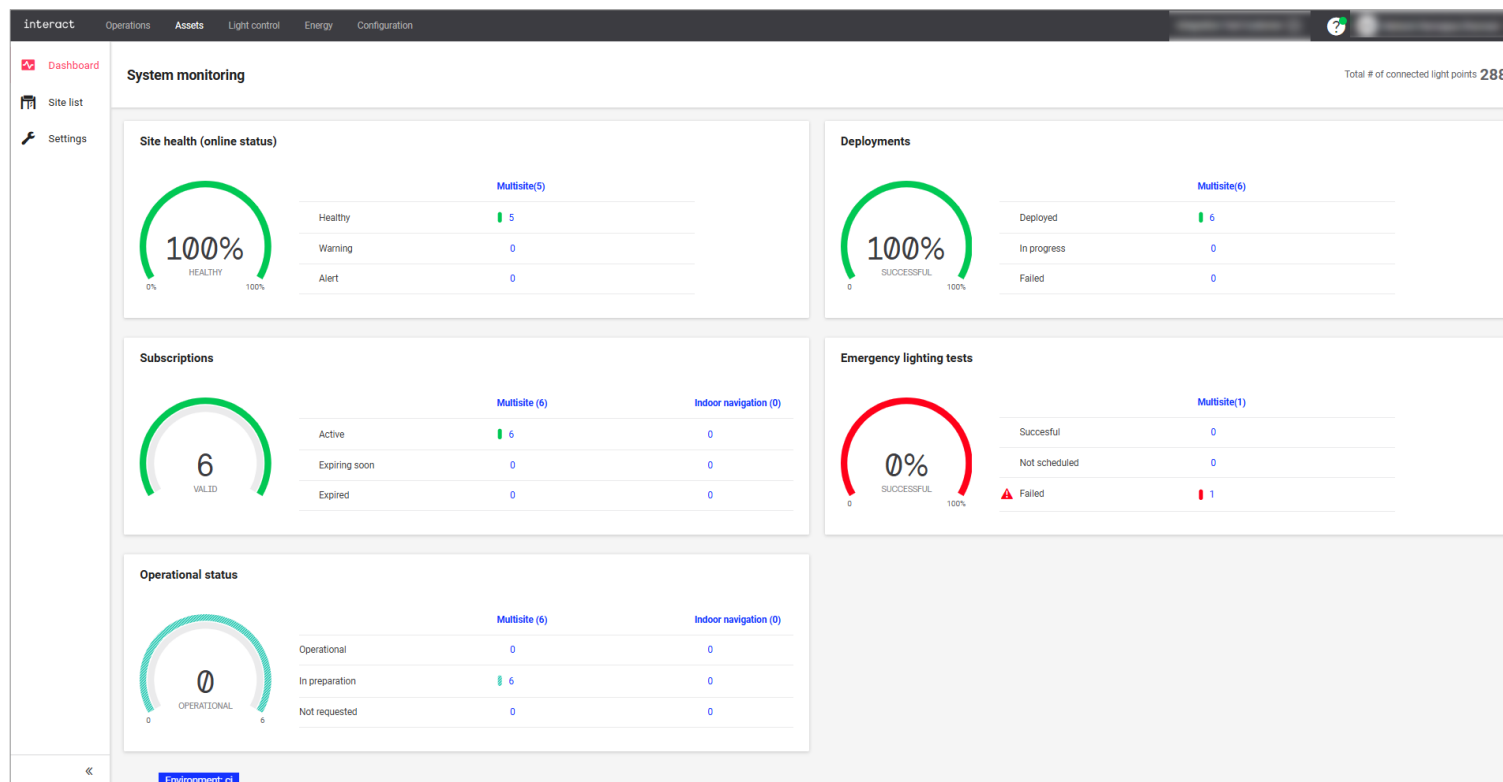 interact Operations Assets Light control Energy Configuration ?
Dashboard
Site list
Settings
System monitoring
Total # of connected light points 288
Site health (online status)
Multisite(5)
Healthy 5
Warning 0
Alert 0
100%
HEALTHY
0% 100%
Deployments
Multisite(6)
Deployed 6
In progress 0
Failed 0
100%
SUCCESSFUL
0 100%
Subscriptions
Multisite (6) Indoor navigation (0)
Active 6 0
Expiring soon 0 0
Expired 0 0
6
VALID
Emergency lighting tests
Multisite(1)
Succesful 0
Not scheduled 0
Failed 1
0%
SUCCESSFUL
0 100%
Operational status
Multisite (6) Indoor navigation (0)
Operational 0 0
In preparation 6 0
Not requested 0 0
0
OPERATIONAL
0 6
«
Environment: ci